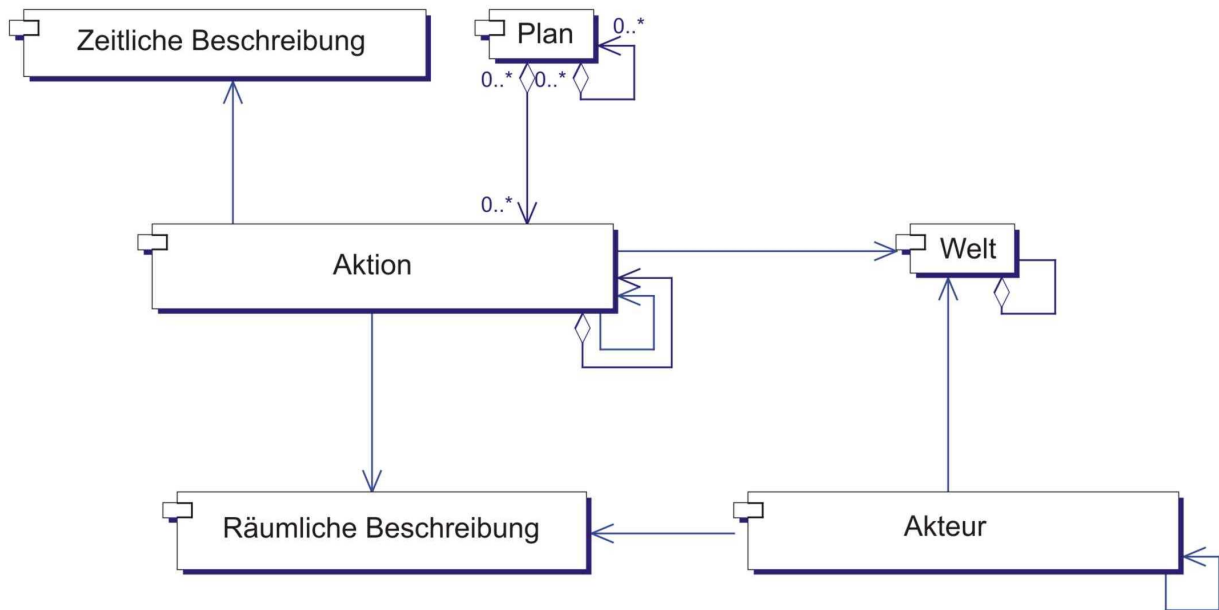 Zeitliche Beschreibung
Plan
0..*
0..*
0..*
0..*
Aktion
Welt
Räumliche Beschreibung
Akteur